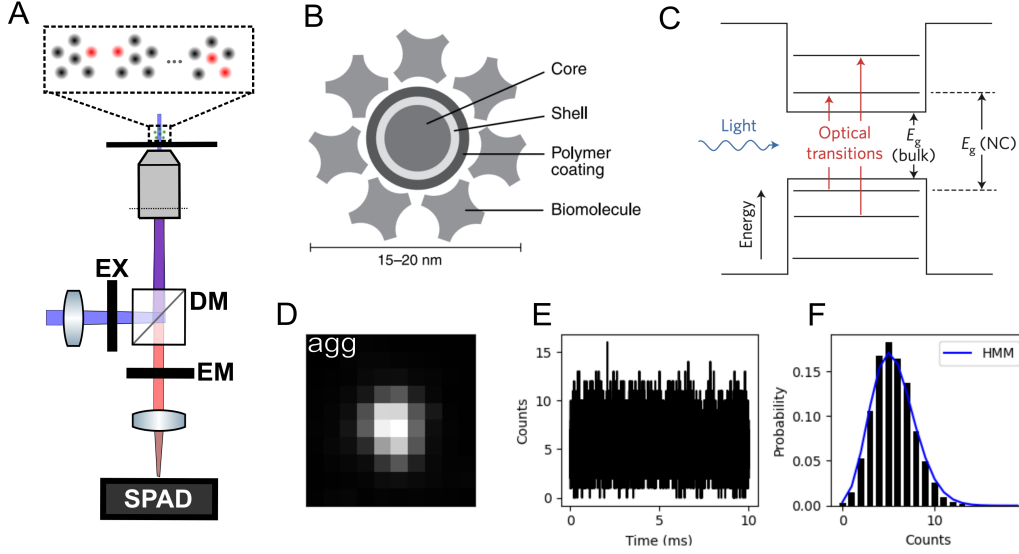 A
EX
DM
EM
SPAD
B
Core
Shell
Polymer
coating
Biomolecule
15–20 nm
C
Light
Optical
transitions
Eg
(bulk)
Eg (NC)
Energy
D
agg
E
Counts
15
10
5
0
0
5
10
Time (ms)
F
HMM
Probability
0.15
0.10
0.05
0.00
0
10
Counts